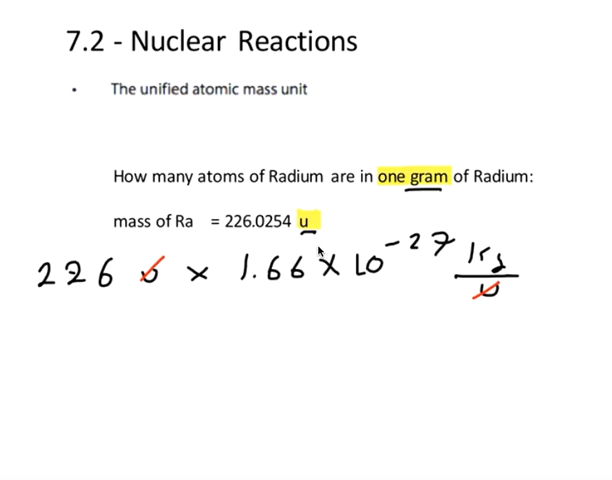 7.2 - Nuclear Reactions
• The unified atomic mass unit
How many atoms of Radium are in one gram of Radium:
mass of Ra = 226.0254 u
226 u × 1.66 × 10^-27 kg/u